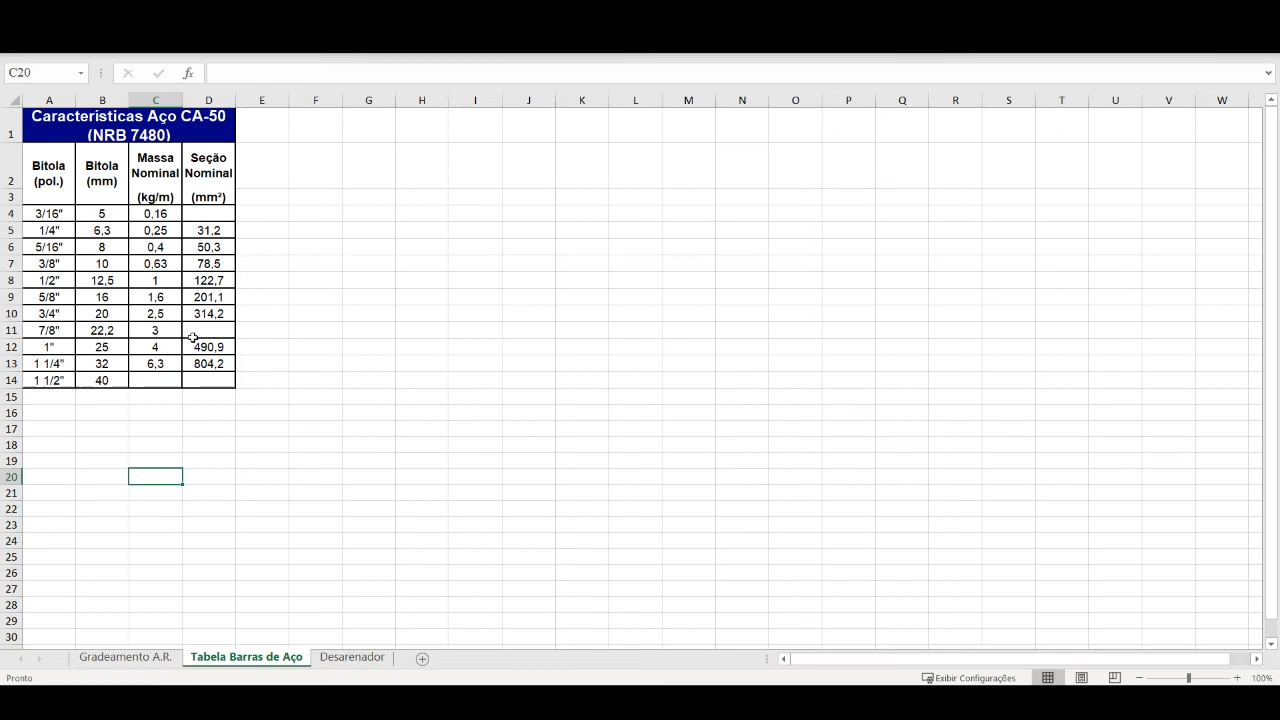 C20
A B C D E F G H I J K L M N O P Q R S T U V W
Características Aço CA-50
1 (NRB 7480)
2 Bitola (pol.) Bitola (mm) Massa Nominal Seção Nominal
3 (kg/m) (mm²)
4 3/16" 5 0,16
5 1/4" 6,3 0,25 31,2
6 5/16" 8 0,4 50,3
7 3/8" 10 0,63 78,5
8 1/2" 12,5 1 122,7
9 5/8" 16 1,6 201,1
10 3/4" 20 2,5 314,2
11 7/8" 22,2 3
12 1" 25 4 490,9
13 1 1/4" 32 6,3 804,2
14 1 1/2" 40
15
16
17
18
19
20
21
22
23
24
25
26
27
28
29
30
Gradeamento A.R. Tabela Barras de Aço Desarenador
Pronto Exibir Configurações 100%